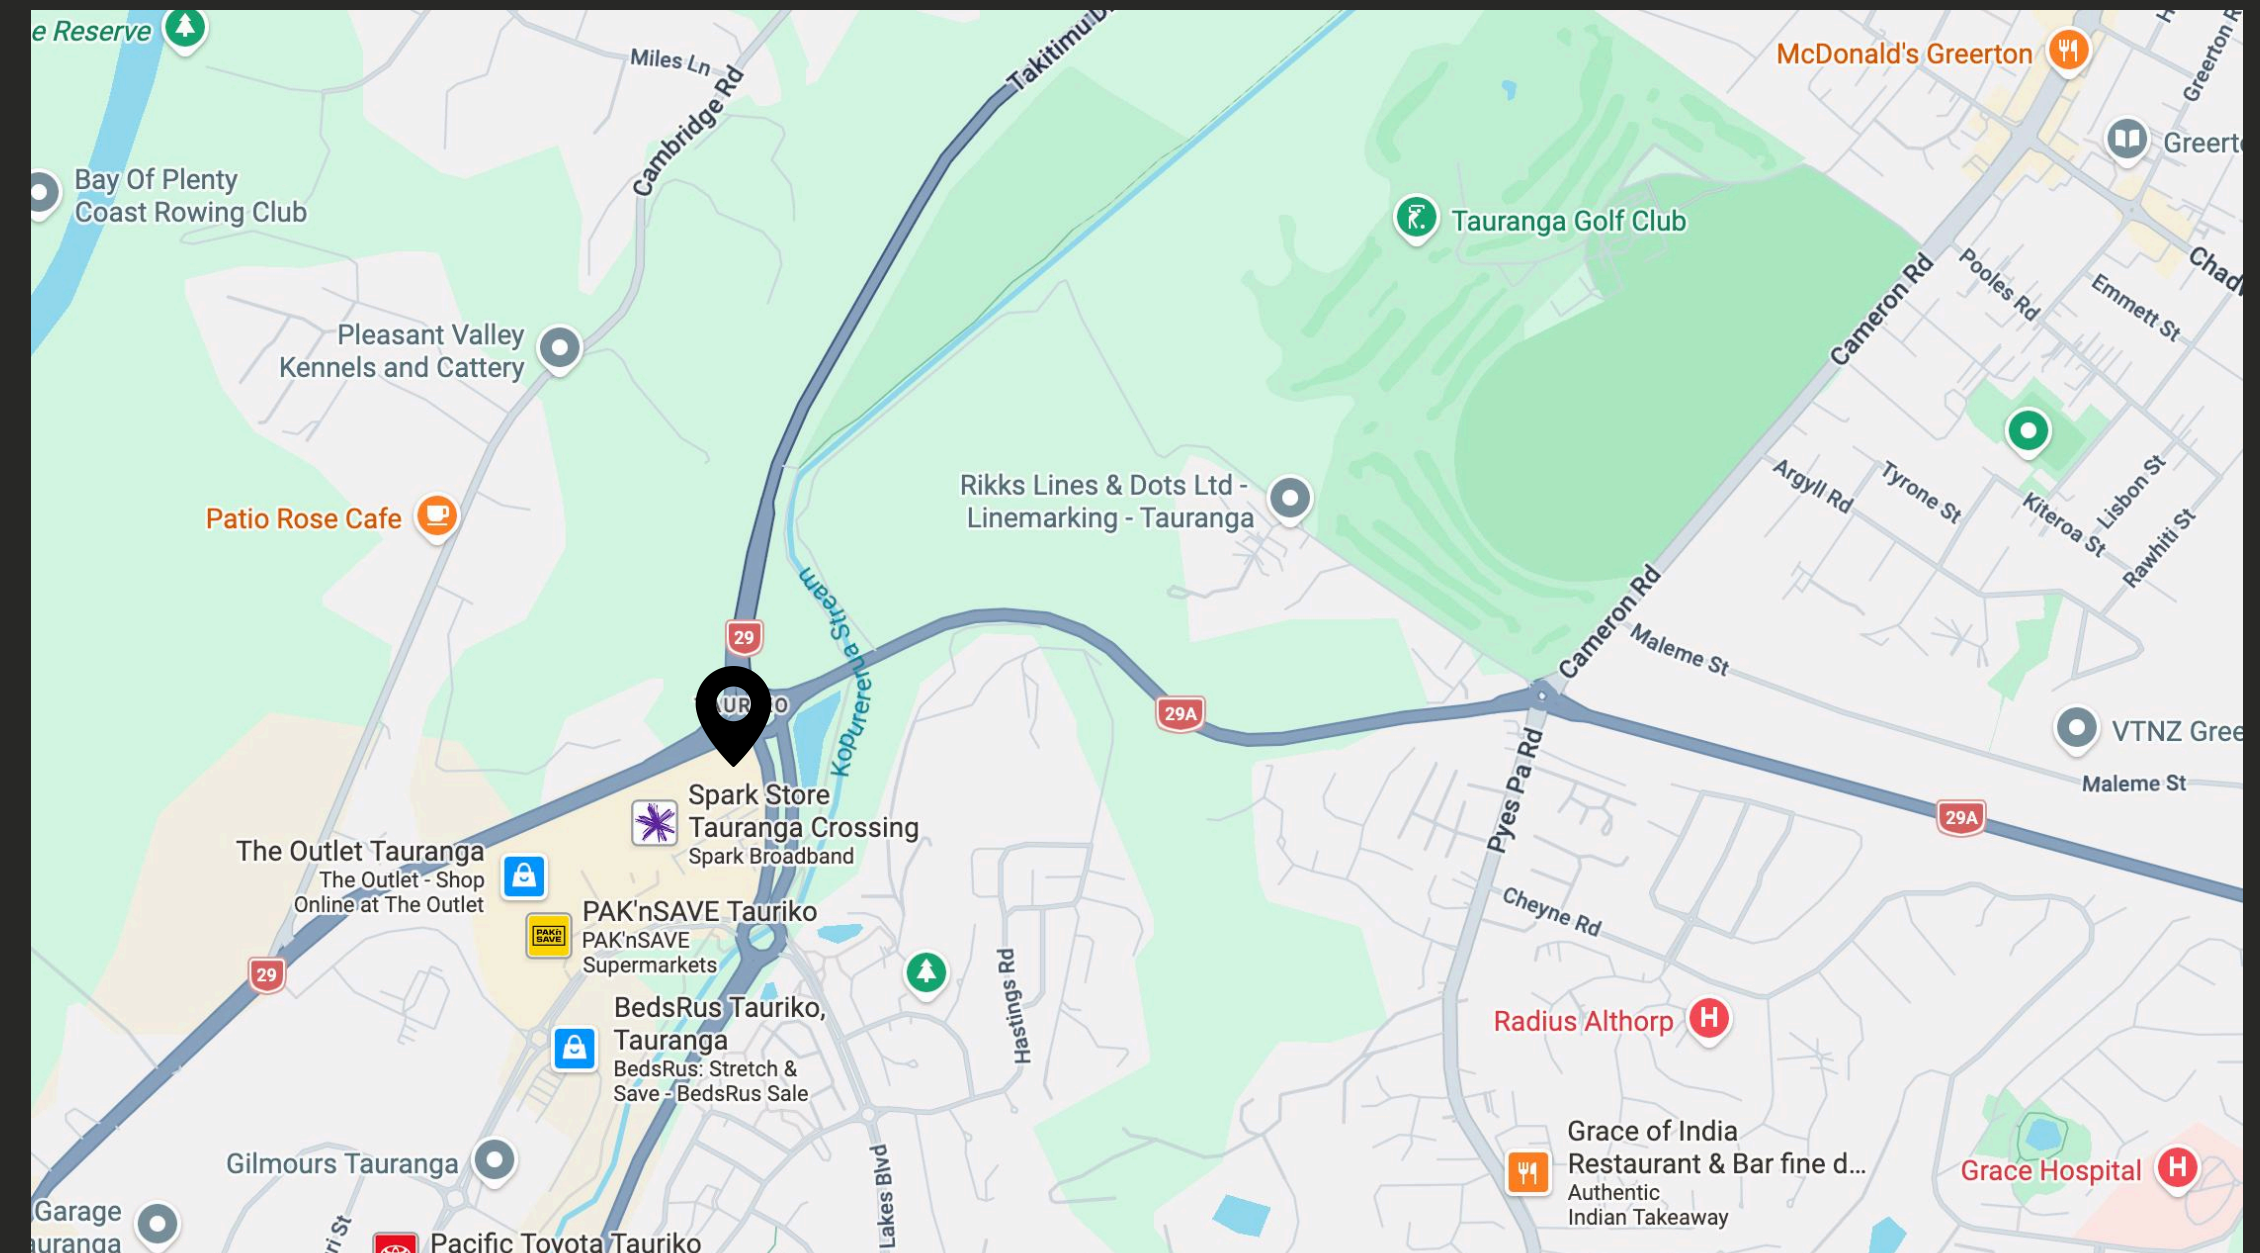 e Reserve
Miles Ln
Cambridge Rd
Takitimu D
McDonald's Greerton
Greerton R
Greert
Bay Of Plenty
Coast Rowing Club
Tauranga Golf Club
Cameron Rd
Pooles Rd
Emmett St
Chad
Pleasant Valley
Kennels and Cattery
Patio Rose Cafe
Rikks Lines & Dots Ltd -
Linemarking - Tauranga
Argyll Rd
Tyrone St
Kiteroa St
Lisbon St
Rawhiti St
Kopurererua Stream
Cameron Rd
Maleme St
29
29A
VTNZ Gree
Maleme St
Pyes Pa Rd
29A
Spark Store
Tauranga Crossing
Spark Broadband
The Outlet Tauranga
The Outlet - Shop
Online at The Outlet
PAK'nSAVE
PAK'nSAVE Tauriko
PAK'nSAVE
Supermarkets
Cheyne Rd
29
Hastings Rd
BedsRus Tauriko,
Tauranga
BedsRus: Stretch &
Save - BedsRus Sale
Radius Althorp
H
Grace of India
Restaurant & Bar fine d...
Authentic
Indian Takeaway
Grace Hospital
H
Gilmours Tauranga
Lakes Blvd
Garage
auranga
ri St
Pacific Toyota Tauriko